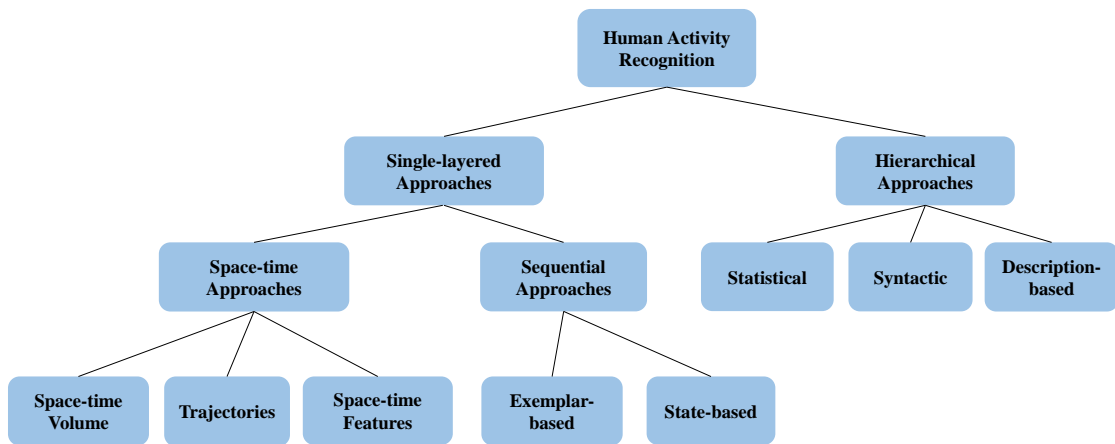 Human Activity
Recognition
Single-layered
Approaches
Hierarchical
Approaches
Space-time
Approaches
Sequential
Approaches
Statistical
Syntactic
Description-
based
Space-time
Volume
Trajectories
Space-time
Features
Exemplar-
based
State-based